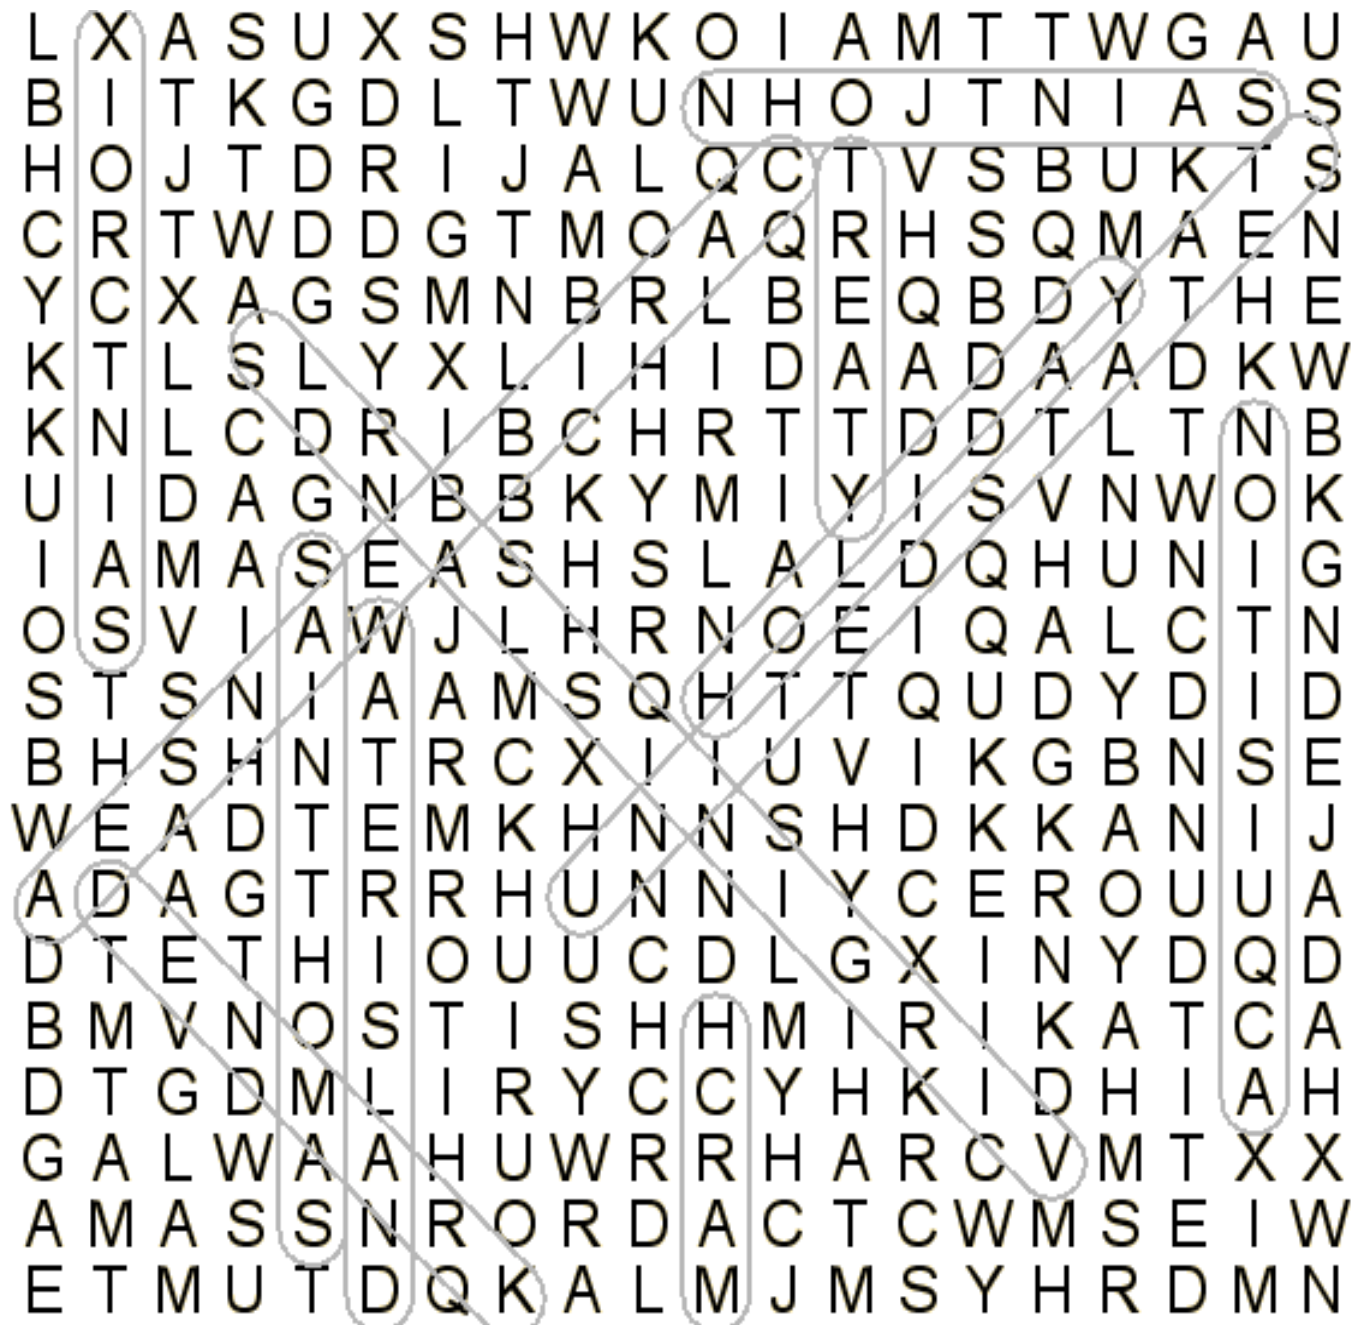 L X A S U X S H W K O I A M T T W G A U
B I T K G D L T W U N H O J T N I A S S
H O J T D R I J A L Q C T V S B U K T S
C R T W D D G T M O A Q R H S Q M A E N
Y C X A G S M N B R L B E Q B D Y T H E
K T L S L Y X L I H I D A A D A A D K W
K N L C D R I B C H R T T D D T L T N B
U I D A G N B B K Y M I Y I S V N W O K
I A M A S E A S H S L A L D Q H U N I G
O S V I A W J L H R N O E I Q A L C T N
S T S N I A A M S Q H T T Q U D Y D I D
B H S H N T R C X I I U V I K G B N S E
W E A D T E M K H N N S H D K K A N I J
A D A G T R R H U N N I Y C E R O U U A
D T E T H I O U U C D L G X I N Y D Q D
B M V N O S T I S H H M I R I K A T C A
D T G D M L I R Y C C Y H K I D H I A H
G A L W A A H U W R R H A R C V M T X X
A M A S S N R O R D A C T C W M S E I W
E T M U T D Q K A L M J M S Y H R D M N